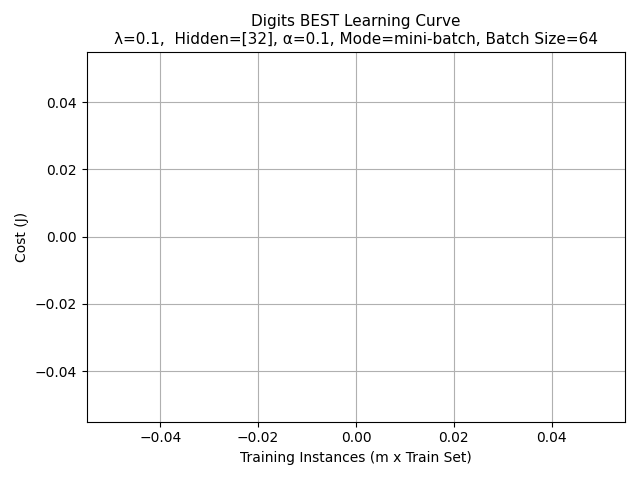 Digits BEST Learning Curve
λ=0.1,  Hidden=[32], α=0.1, Mode=mini-batch, Batch Size=64
Cost (J)
0.04
0.02
0.00
−0.02
−0.04
−0.04 −0.02 0.00 0.02 0.04
Training Instances (m x Train Set)